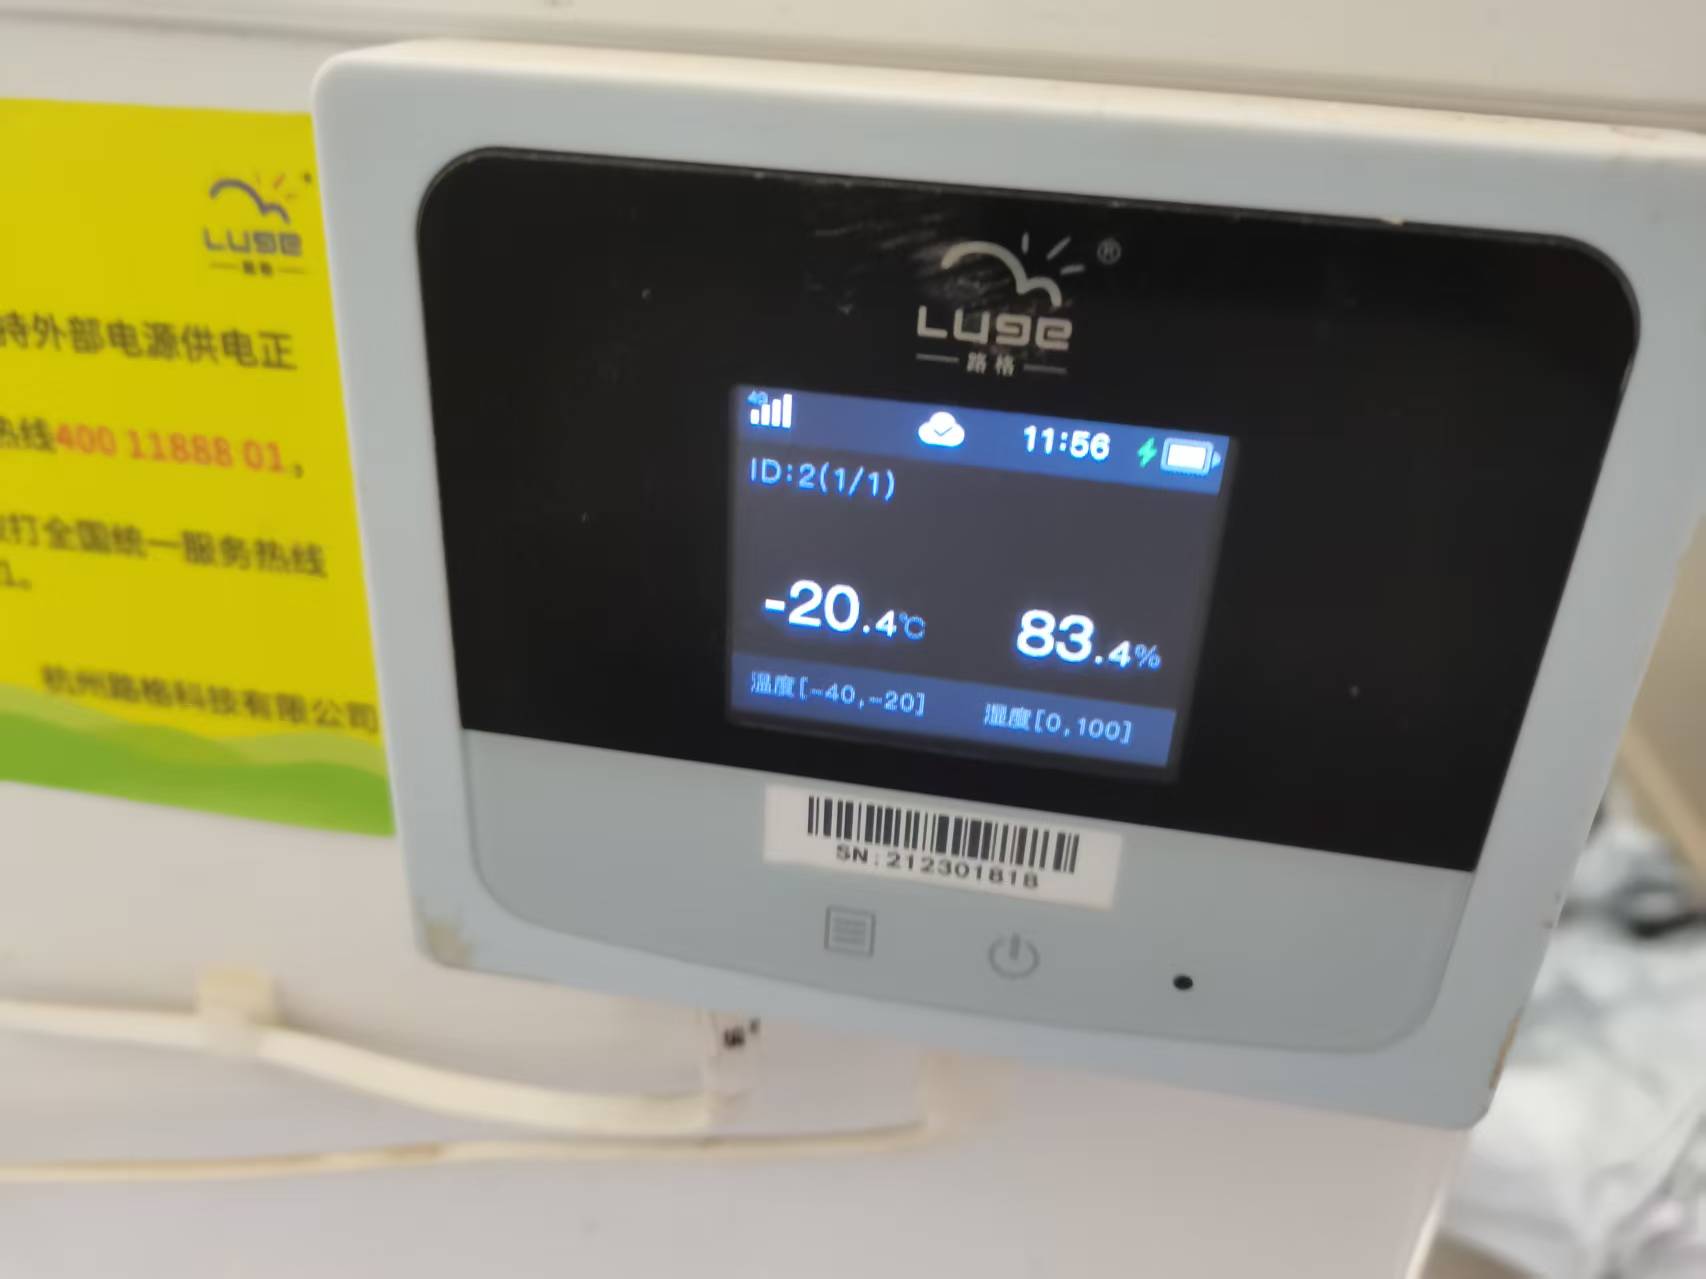 LUGE
路格
持外部电源供电正
热线400 11888 01,
打全国统一服务热线
1。
杭州路格科技有限公司
®
LUGE
路格
4G
11:56
ID:2(1/1)
-20.4℃
83.4%
温度[-40,-20]
湿度[0,100]
SN:212301818